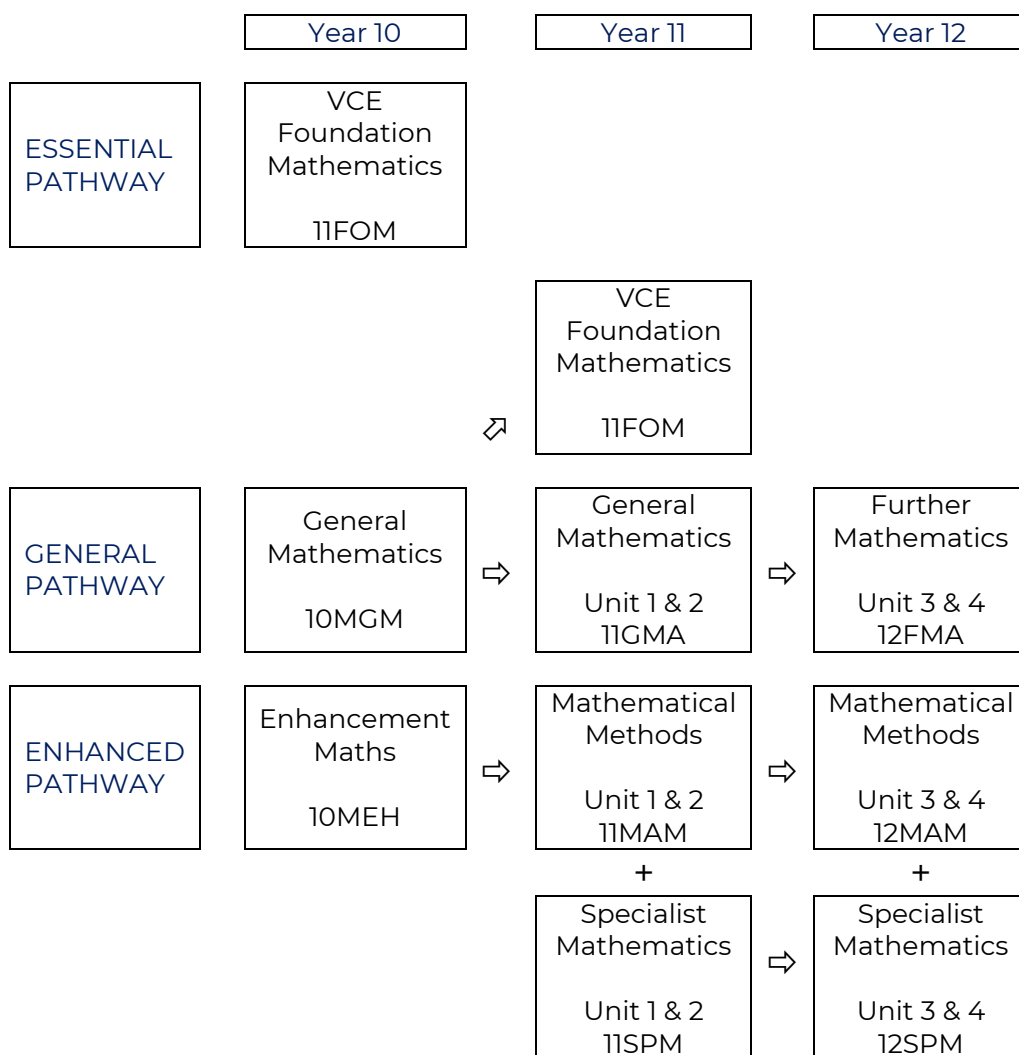 Year 10
Year 11
Year 12
ESSENTIAL
PATHWAY
VCE
Foundation
Mathematics
11FOM
VCE
Foundation
Mathematics
11FOM
GENERAL
PATHWAY
General
Mathematics
10MGM
General
Mathematics
Unit 1 & 2
11GMA
Further
Mathematics
Unit 3 & 4
12FMA
ENHANCED
PATHWAY
Enhancement
Maths
10MEH
Mathematical
Methods
Unit 1 & 2
11MAM
Mathematical
Methods
Unit 3 & 4
12MAM
+
+
Specialist
Mathematics
Unit 1 & 2
11SPM
Specialist
Mathematics
Unit 3 & 4
12SPM